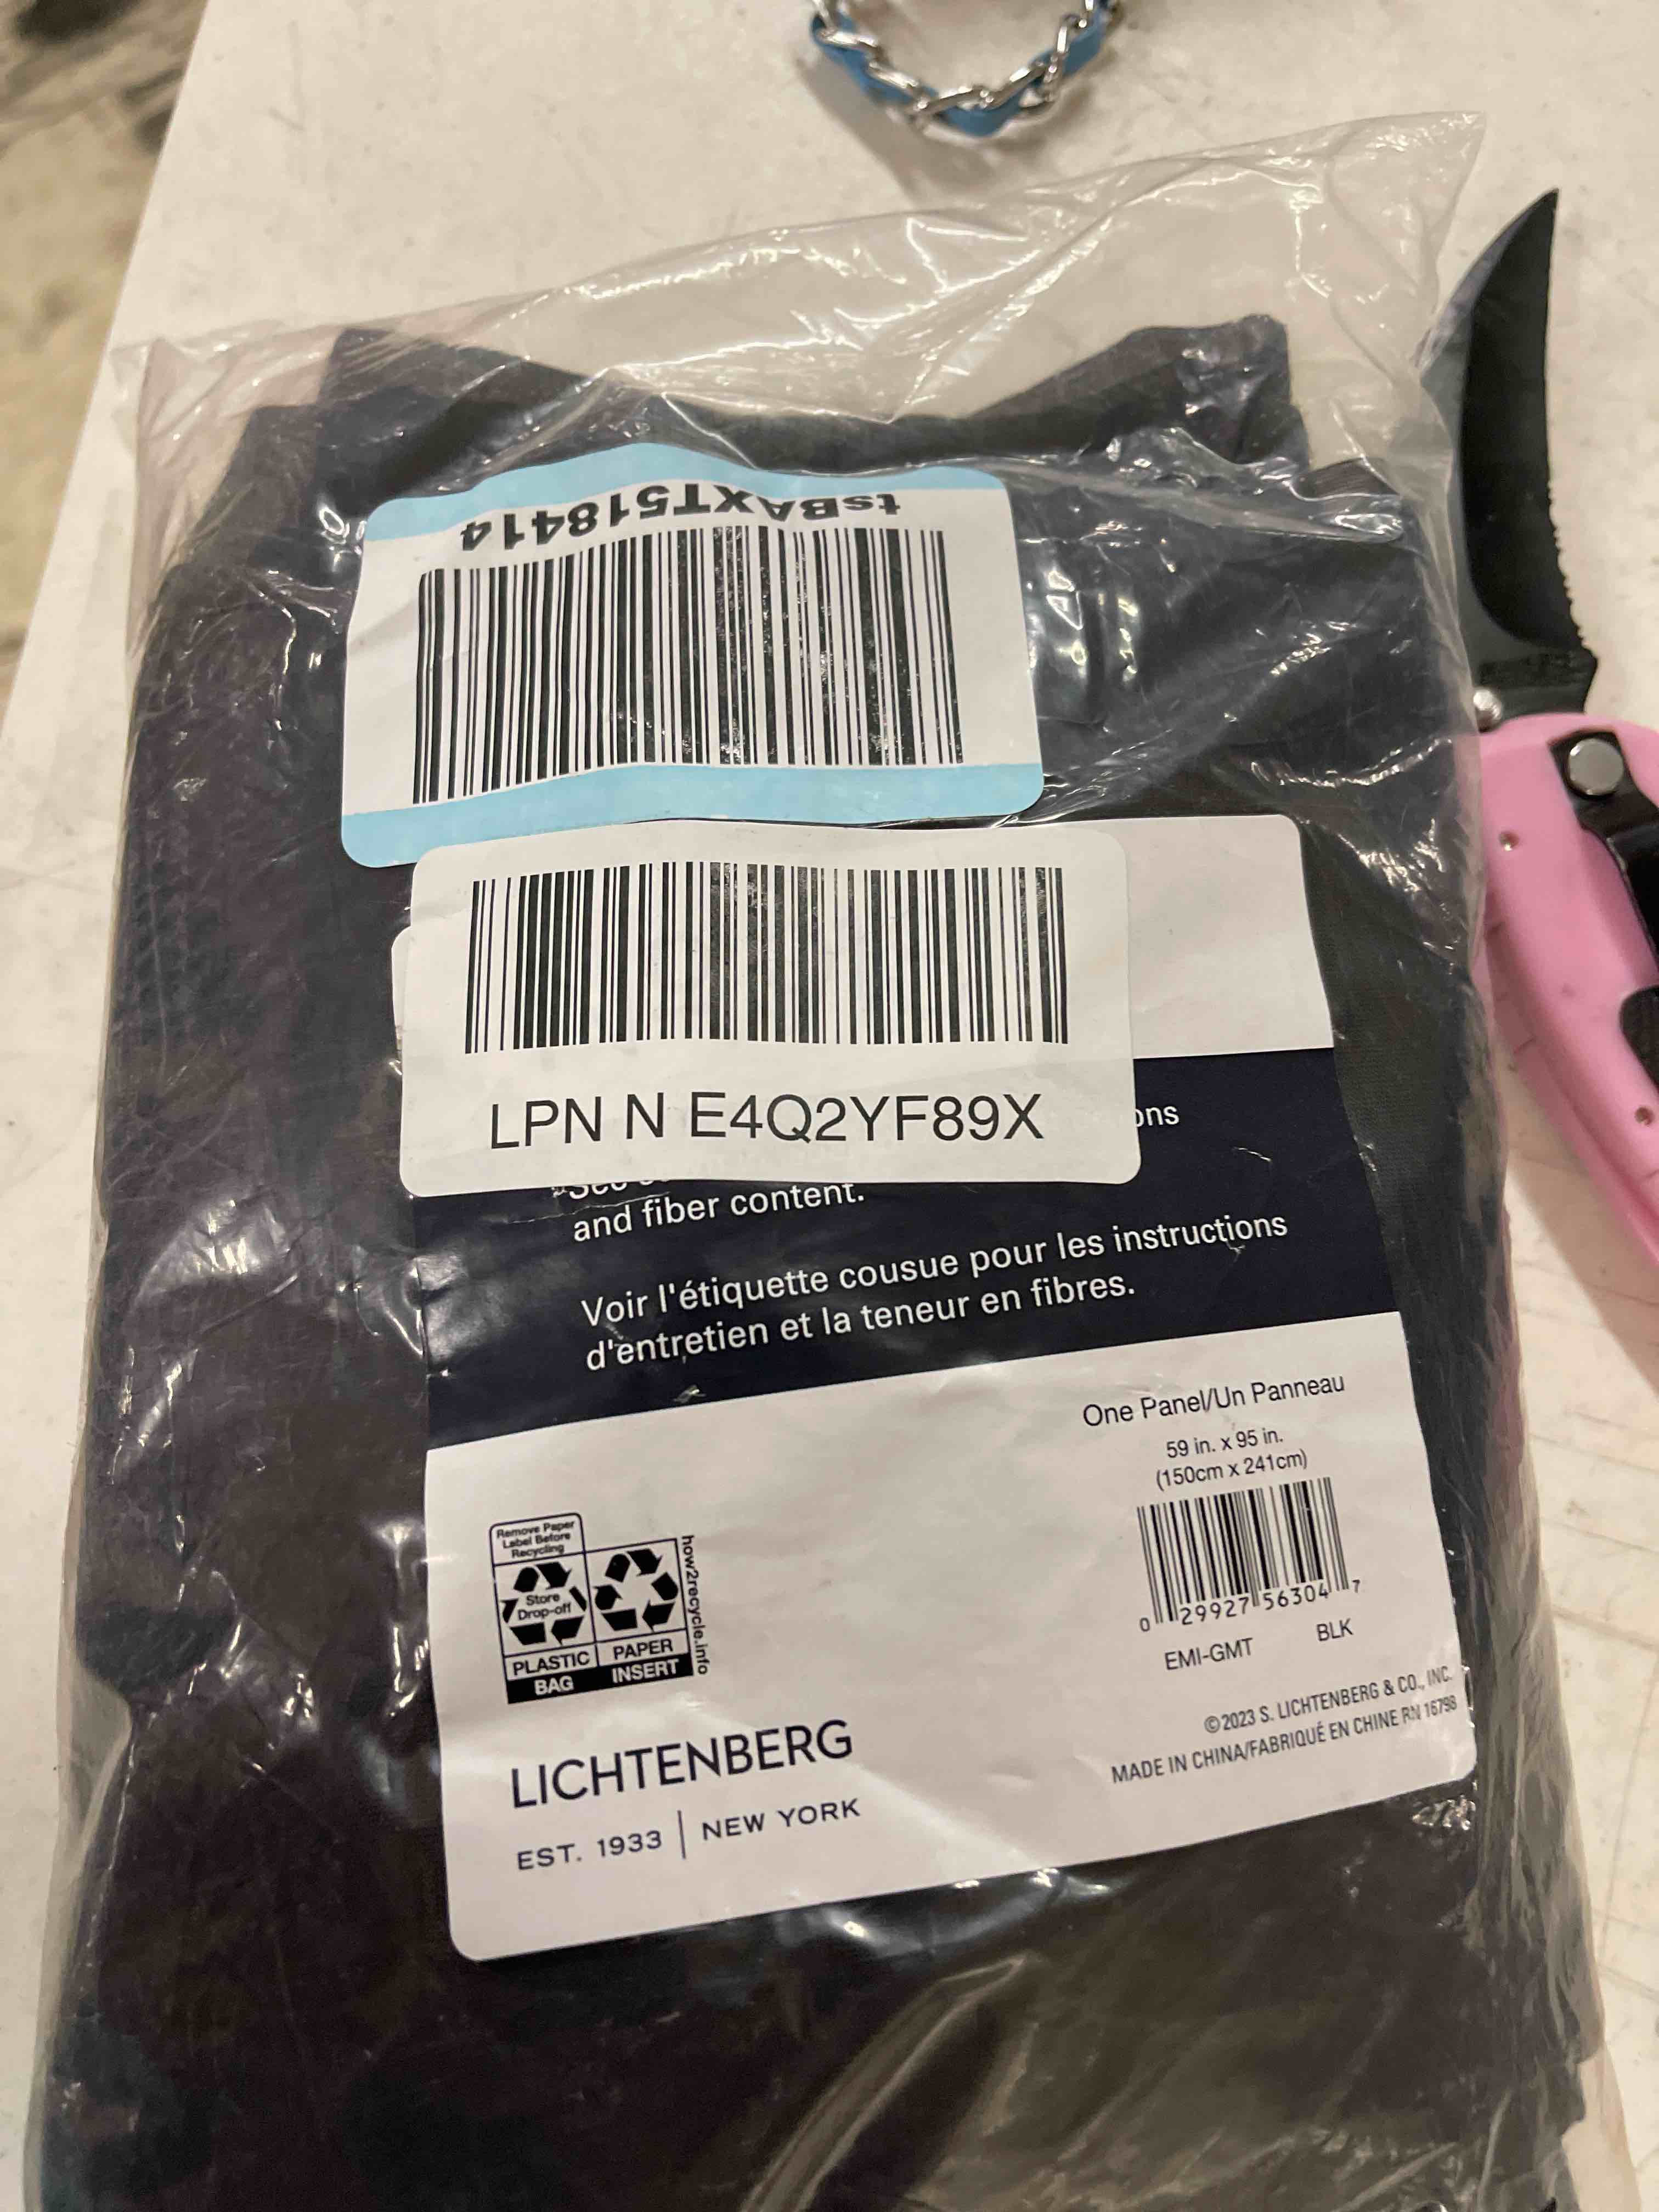 tsBAXT518414
LPN N E4Q2YF89X
and fiber content.
Voir l'étiquette cousue pour les instructions
d'entretien et la teneur en fibres.
One Panel/Un Panneau
59 in. x 95 in.
(150cm x 241cm)
0 29927 56304 7
EMI-GMT BLK
Remove Paper
Label Before
Recycling
Store
Drop-off
PLASTIC
BAG
PAPER
INSERT
how2recycle.info
©2023 S. LICHTENBERG & CO., INC.
MADE IN CHINA/FABRIQUÉ EN CHINE RN 16798
LICHTENBERG
EST. 1933 | NEW YORK